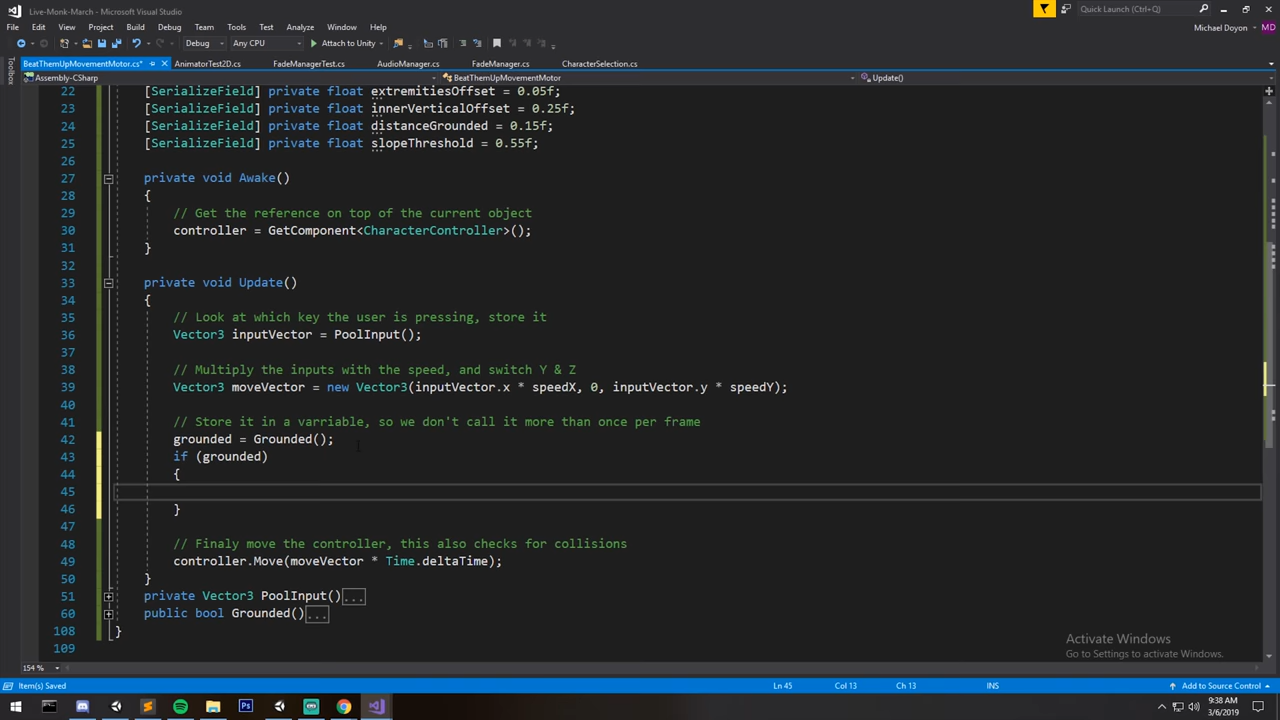 Live-Monk-March - Microsoft Visual Studio
Quick Launch (Ctrl+Q)
File Edit View Project Build Debug Team Tools Test Analyze Window Help
Michael Doyon MD
Debug Any CPU Attach to Unity
Toolbox
BeatThemUpMovementMotor.cs* AnimatorTest2D.cs FadeManagerTest.cs AudioManager.cs FadeManager.cs CharacterSelection.cs
Assembly-CSharp BeatThemUpMovementMotor Update()
22 [SerializeField] private float extremitiesOffset = 0.05f;
23 [SerializeField] private float innerVerticalOffset = 0.25f;
24 [SerializeField] private float distanceGrounded = 0.15f;
25 [SerializeField] private float slopeThreshold = 0.55f;
26
27 private void Awake()
28 {
29 // Get the reference on top of the current object
30 controller = GetComponent<CharacterController>();
31 }
32
33 private void Update()
34 {
35 // Look at which key the user is pressing, store it
36 Vector3 inputVector = PoolInput();
37
38 // Multiply the inputs with the speed, and switch Y & Z
39 Vector3 moveVector = new Vector3(inputVector.x * speedX, 0, inputVector.y * speedY);
40
41 // Store it in a varriable, so we don't call it more than once per frame
42 grounded = Grounded();
43 if (grounded)
44 {
45
46 }
47
48 // Finaly move the controller, this also checks for collisions
49 controller.Move(moveVector * Time.deltaTime);
50 }
51 private Vector3 PoolInput()...
60 public bool Grounded()...
108 }
109
Activate Windows
Go to Settings to activate Windows.
154 %
Item(s) Saved Ln 45 Col 13 Ch 13 INS Add to Source Control
9:38 AM
3/6/2019